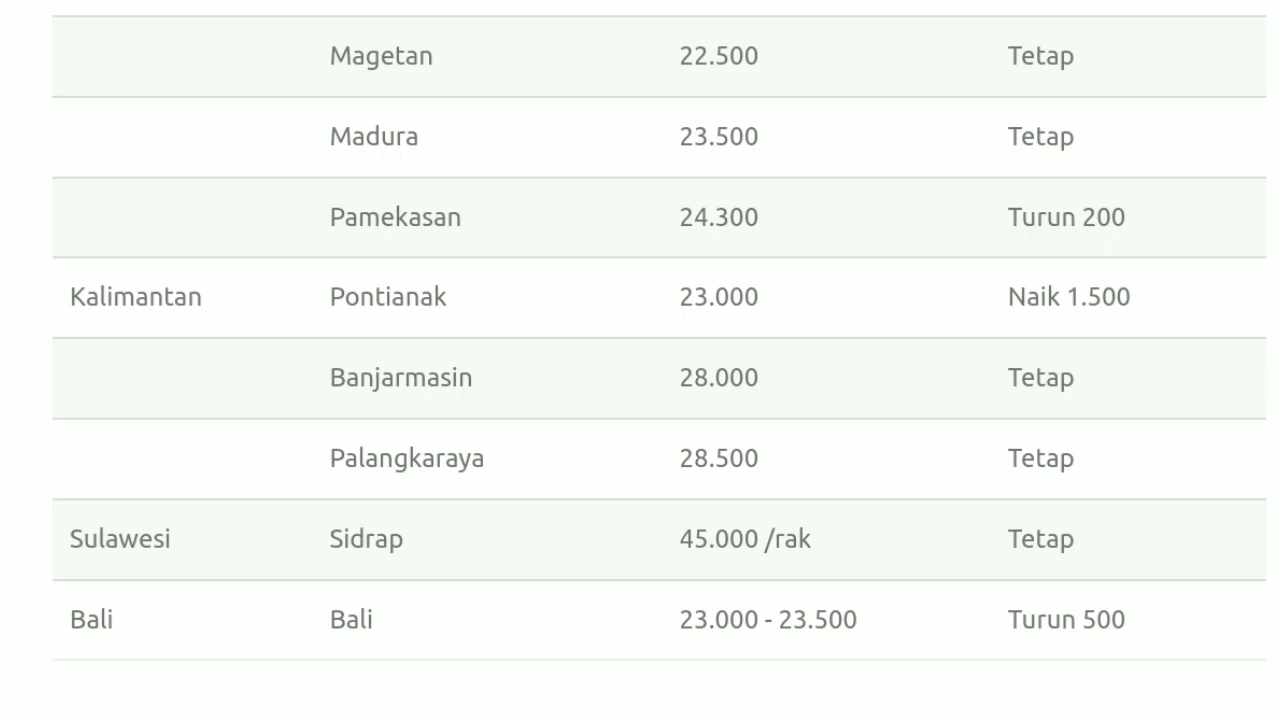 Magetan 22.500 Tetap
Madura 23.500 Tetap
Pamekasan 24.300 Turun 200
Kalimantan Pontianak 23.000 Naik 1.500
Banjarmasin 28.000 Tetap
Palangkaraya 28.500 Tetap
Sulawesi Sidrap 45.000 /rak Tetap
Bali Bali 23.000 - 23.500 Turun 500